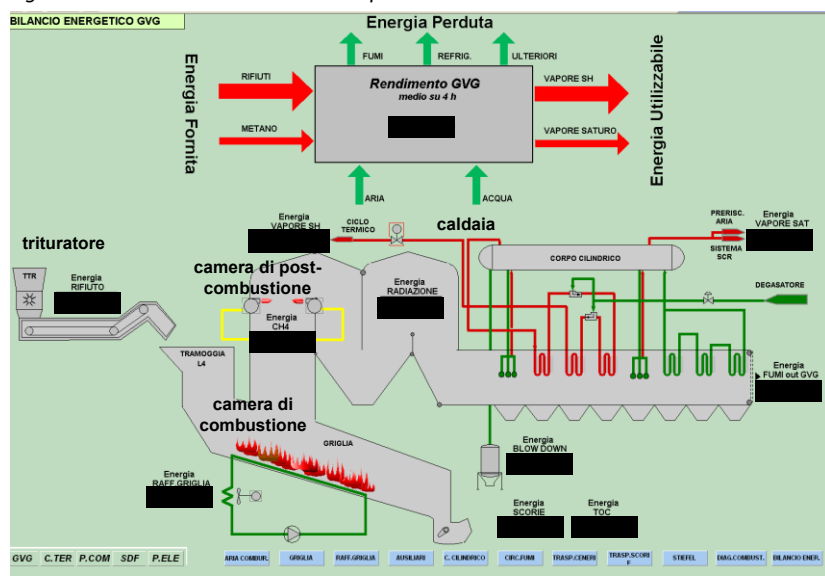 BILANCIO ENERGETICO GVG
Energia Perduta
FUMI
REFRIG.
ULTERIORI
Energia Fornita
RIFIUTI
METANO
Rendimento GVG
medio su 4 h
VAPORE SH
VAPORE SATURO
Energia Utilizzabile
ARIA
ACQUA
Energia
VAPORE SH
CICLO
TERMICO
caldaia
PRERISC.
ARIA
SISTEMA
SCR
Energia
VAPORE SAT
trituratore
TTR
Energia
RIFIUTO
camera di post-
combustione
Energia
CH4
Energia
RADIAZIONE
CORPO CILINDRICO
DEGASATORE
TRAMOGGIA
L4
Energia
FUMI out GVG
camera di
combustione
GRIGLIA
Energia
RAFF.GRIGLIA
Energia
BLOW DOWN
Energia
SCORIE
Energia
TOC
GVG C.TER P.COM SDF P.ELE
ARIA COMBUR. GRIGLIA RAFF.GRIGLIA AUSILIARI C. CILINDRICO CIRC.FUMI TRASP.CENERI TRASP.SCORI
E
STIEFEL DIAG.COMBUST. BILANCIO ENER.